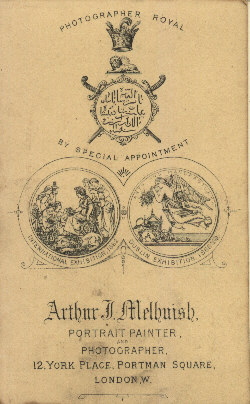 PHOTOGRAPHER ROYAL
BY SPECIAL APPOINTMENT
INTERNATIONAL EXHIBITION
DUBLIN EXHIBITION
Arthur J. Melhuish,
PORTRAIT PAINTER,
AND
PHOTOGRAPHER,
12, YORK PLACE, PORTMAN SQUARE,
LONDON, W.